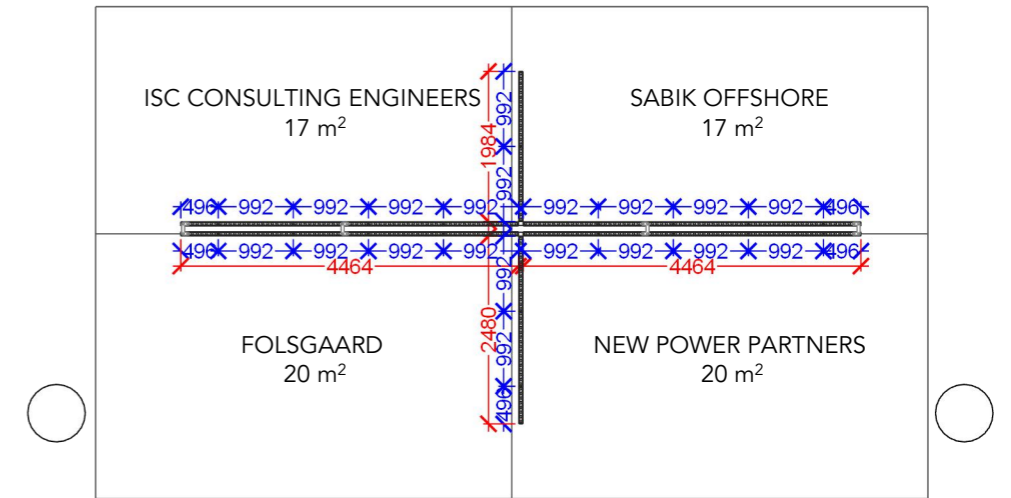 ISC CONSULTING ENGINEERS
17 m²
SABIK OFFSHORE
17 m²
992
992
1984
496 992 992 992 992 992 992 992 992 496
496 992 992 992 992 992 992 992 992 496
4464 4464
992
992
496
2480
FOLSGAARD
20 m²
NEW POWER PARTNERS
20 m²